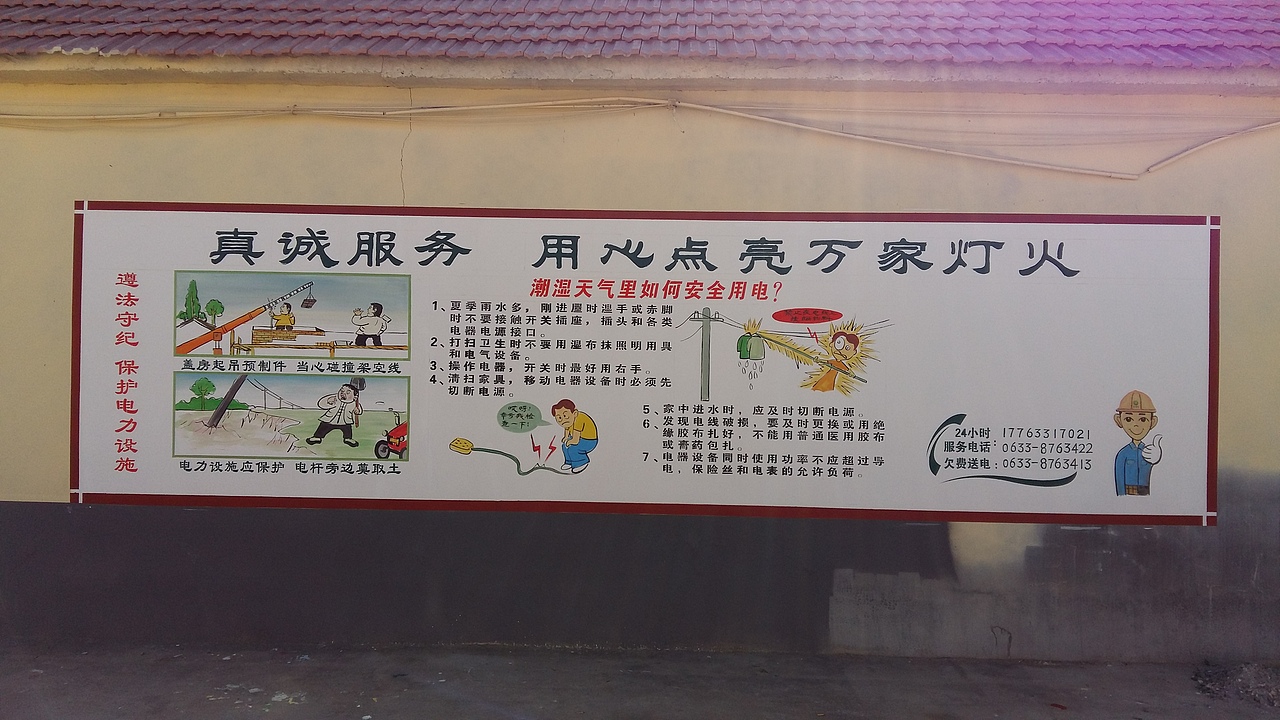 真诚服务 用心点亮万家灯火
遵法守纪 保护电力设施
盖房起吊预制件 当心碰撞架空线
电力设施应保护 电杆旁边莫取土
潮湿天气里如何安全用电?
1、夏季雨水多，刚进屋时湿手或赤脚
时不要接触开关插座，插头和各类
电器电源接口。
2、打扫卫生时不要用湿布抹照明用具
和电气设备。
3、操作电器，开关时最好用右手。
4、清扫家具，移动电器设备时必须先
切断电源。
哎呀!
5、家中进水时，应及时切断电源。
6、发现电线破损，要及时更换或用绝
缘胶布扎好，不能用普通医用胶布
或膏药包扎。
7、电器设备同时使用功率不应超过导
电，保险丝和电表的允许负荷。
24小时 17763317021
服务电话: 0633-8763422
欠费送电: 0633-8763413